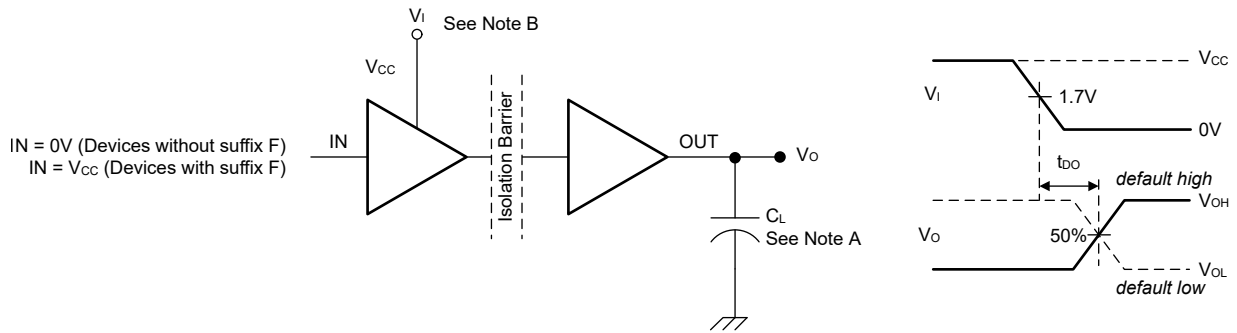 VI
See Note B
VCC
IN = 0V (Devices without suffix F)
IN = VCC (Devices with suffix F)
IN
Isolation Barrier
OUT
VO
CL
See Note A
VI
VCC
1.7V
0V
tDO
default high
VO
50%
VOH
VOL
default low